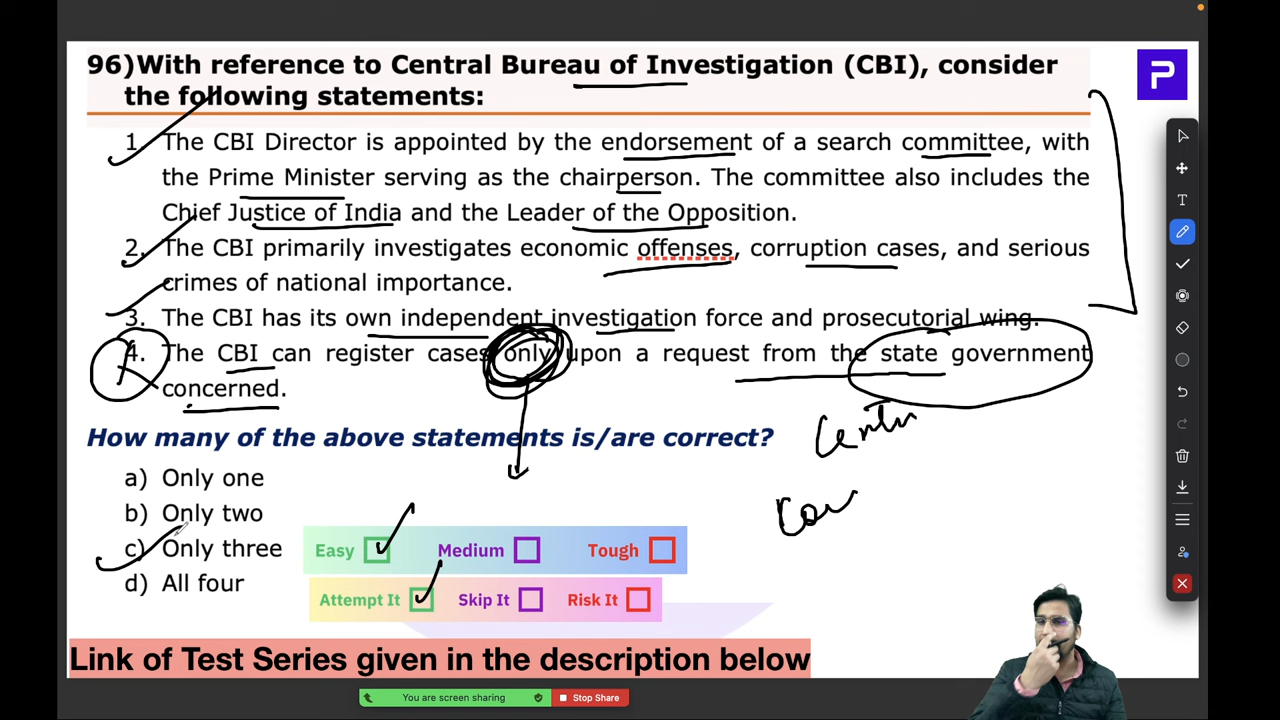 96)With reference to Central Bureau of Investigation (CBI), consider
the following statements:
P
1. The CBI Director is appointed by the endorsement of a search committee, with
the Prime Minister serving as the chairperson. The committee also includes the
Chief Justice of India and the Leader of the Opposition.
2. The CBI primarily investigates economic offenses, corruption cases, and serious
crimes of national importance.
3. The CBI has its own independent investigation force and prosecutorial wing.
4. The CBI can register cases only upon a request from the state government
concerned.
How many of the above statements is/are correct?
a) Only one
b) Only two
c) Only three
d) All four
Easy Medium Tough
Attempt It Skip It Risk It
Link of Test Series given in the description below
You are screen sharing Stop Share